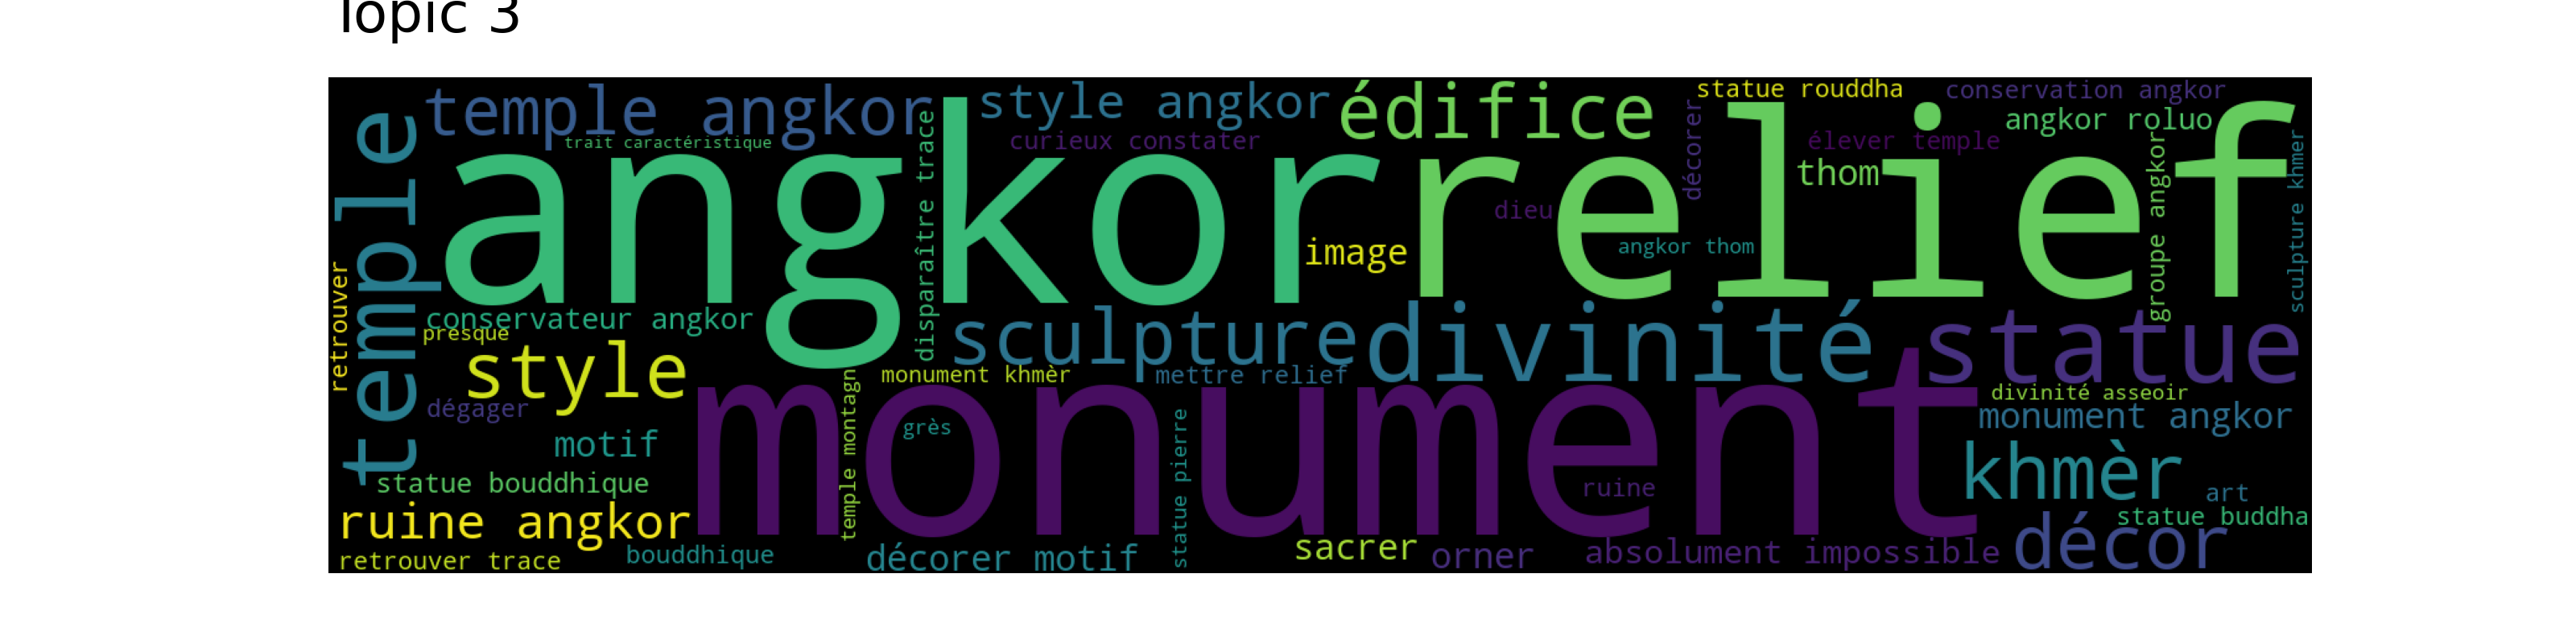 Topic 3
temple angkor
style angkor
édifice
statue rouddha
conservation angkor
trait caractéristique
curieux constater
décorer
élever temple
angkor roluo
temple
angkor
relief
disparaître trace
thom
groupe angkor
sculpture khmer
dieu
image
angkor thom
retrouver
conservateur angkor
presque
sculpture
divinité
statue
style
monument khmèr
mettre relief
divinité asseoir
dégager
monument
monument angkor
motif
temple montagn
grès
statue pierre
khmèr
statue bouddhique
ruine
art
ruine angkor
statue buddha
retrouver trace
bouddhique
décorer motif
sacrer
orner
absolument impossible
décor